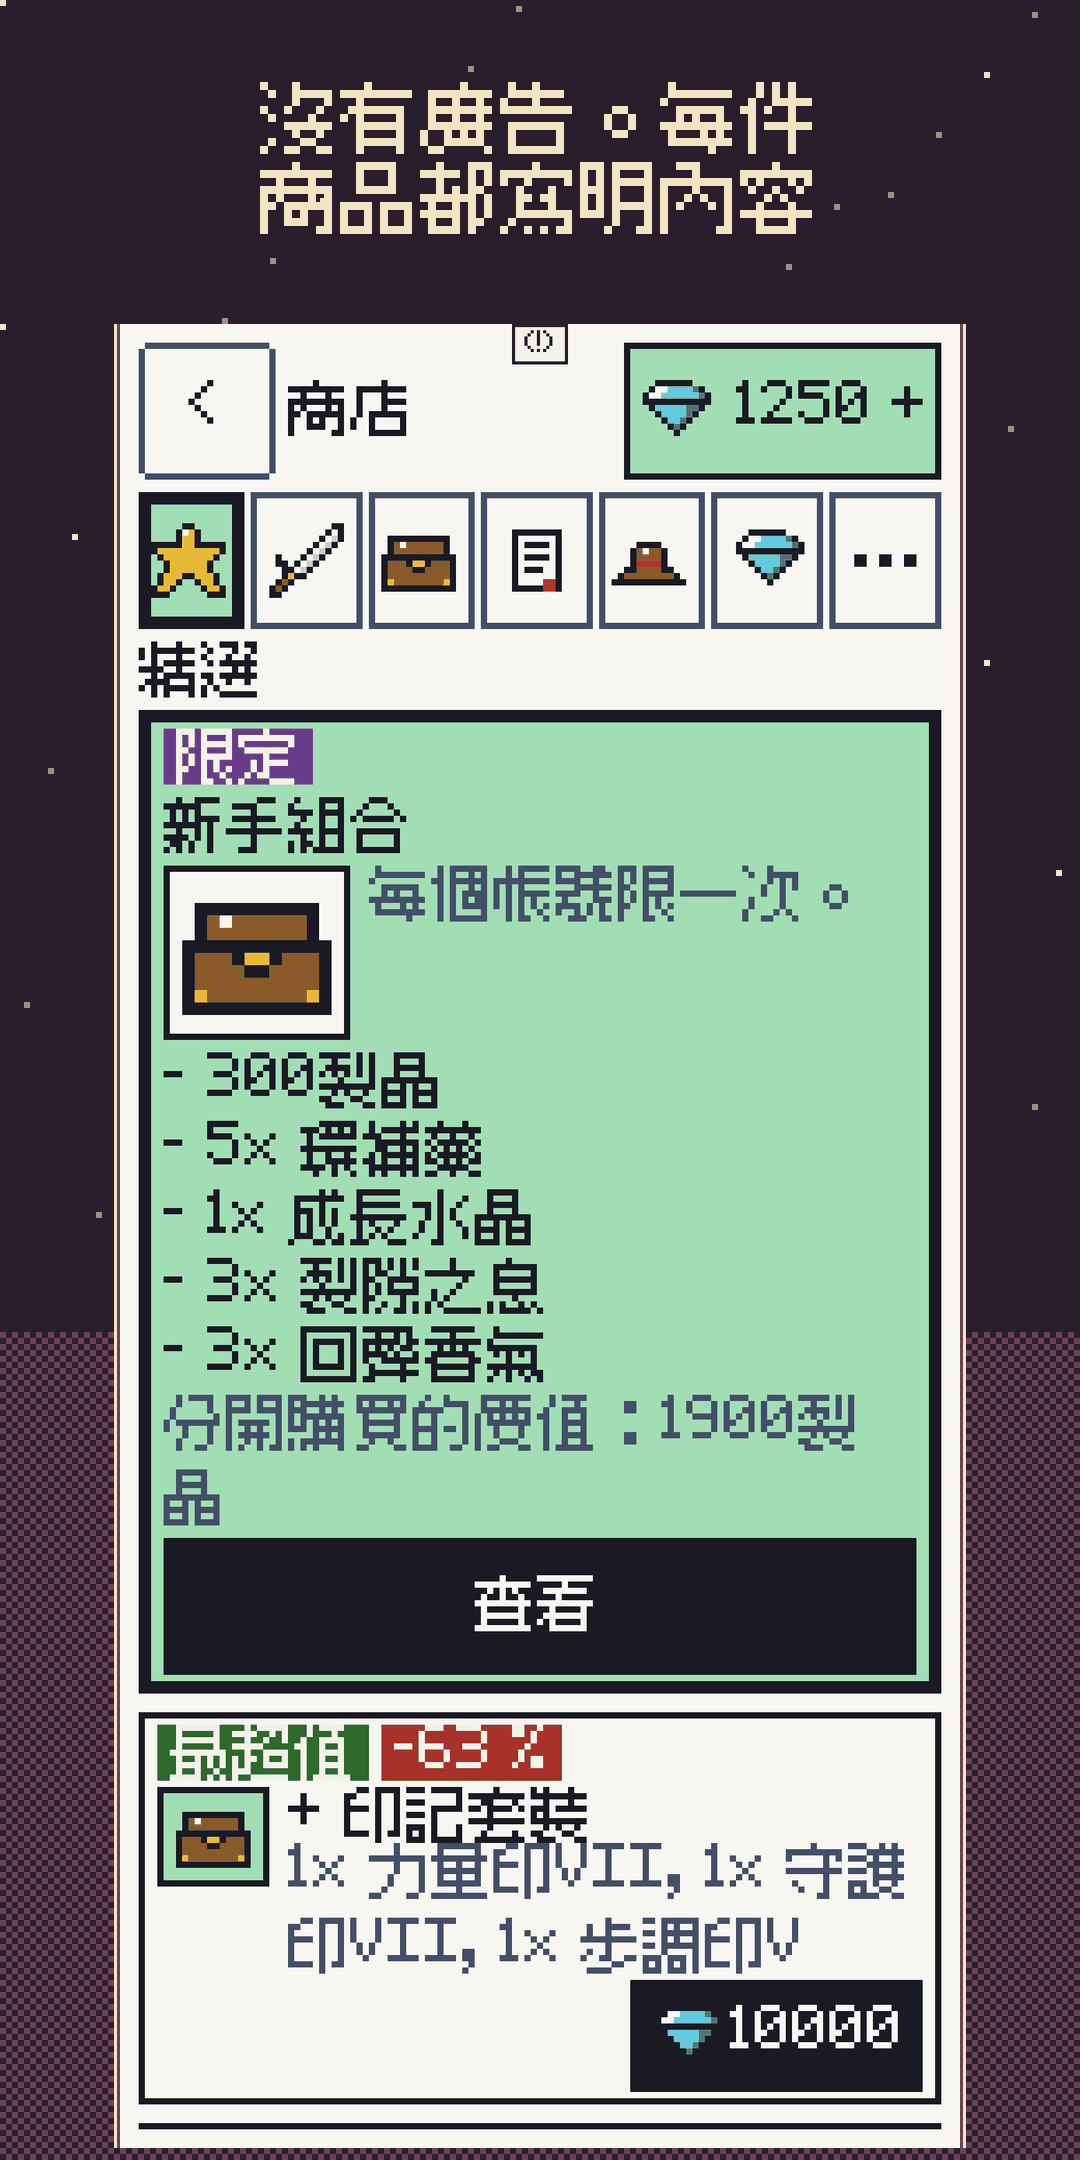 沒有廣告。每件
商品都寫明內容
商店
1250 +
精選
限定
新手組合
每個帳號限一次。
- 300裂晶
- 5x 環補藥
- 1x 成長水晶
- 3x 裂隙之息
- 3x 回聲香氣
分開購買的價值：1900裂
晶
查看
最超值 -63 %
+ 印記套裝
1x 力量印VII, 1x 守護
印VII, 1x 步調印V
10000